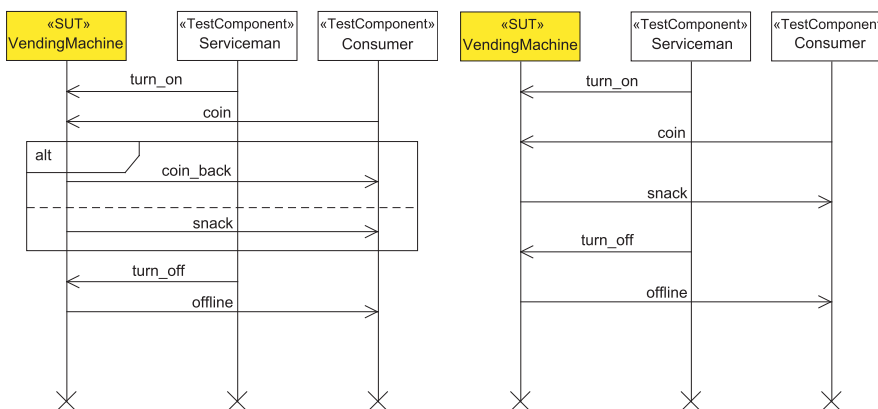 «SUT»
VendingMachine
«TestComponent»
Serviceman
«TestComponent»
Consumer
turn_on
coin
alt
coin_back
snack
turn_off
offline
«SUT»
VendingMachine
«TestComponent»
Serviceman
«TestComponent
Consumer
turn_on
coin
snack
turn_off
offline